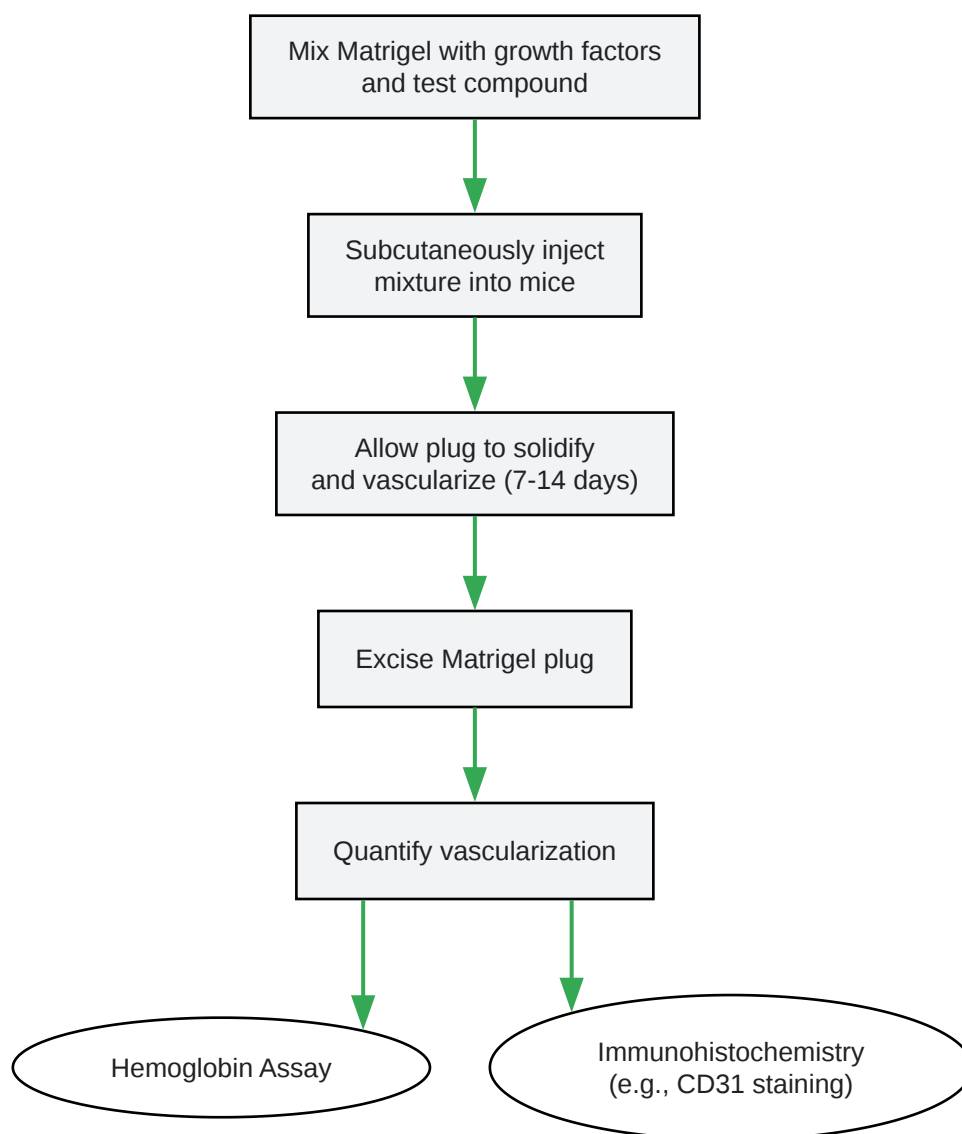 Mix Matrigel with growth factors
and test compound
Subcutaneously inject
mixture into mice
Allow plug to solidify
and vascularize (7-14 days)
Excise Matrigel plug
Quantify vascularization
Hemoglobin Assay
Immunohistochemistry
(e.g., CD31 staining)